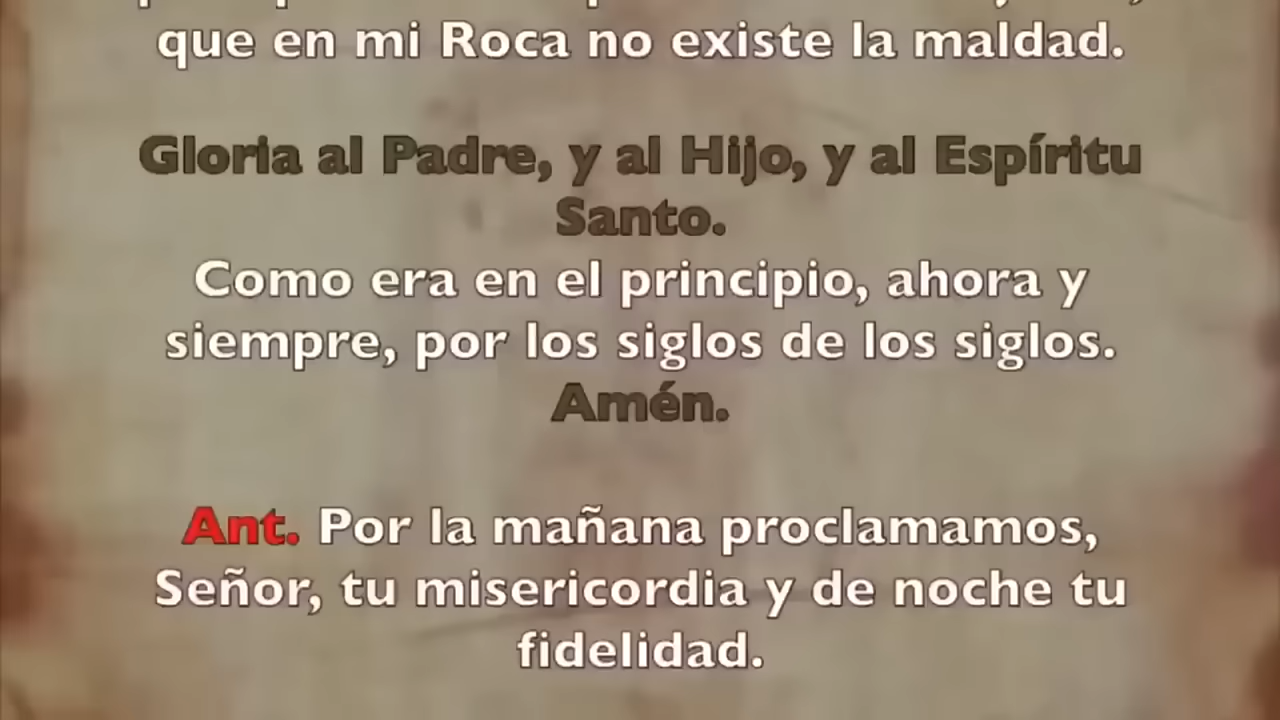 que en mi Roca no existe la maldad.
Gloria al Padre, y al Hijo, y al Espíritu
Santo.
Como era en el principio, ahora y
siempre, por los siglos de los siglos.
Amén.
Ant. Por la mañana proclamamos,
Señor, tu misericordia y de noche tu
fidelidad.